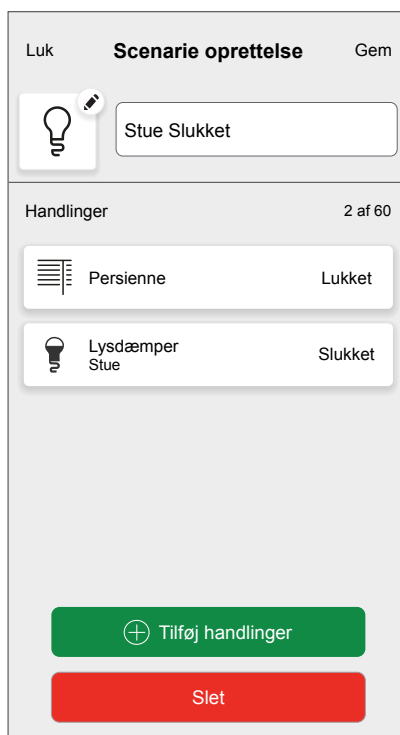 Luk Scenarie oprettelse Gem
Stue Slukket
Handlinger 2 af 60
Persienne Lukket
Lysdæmper Slukket
Stue
Tilføj handlinger
Slet